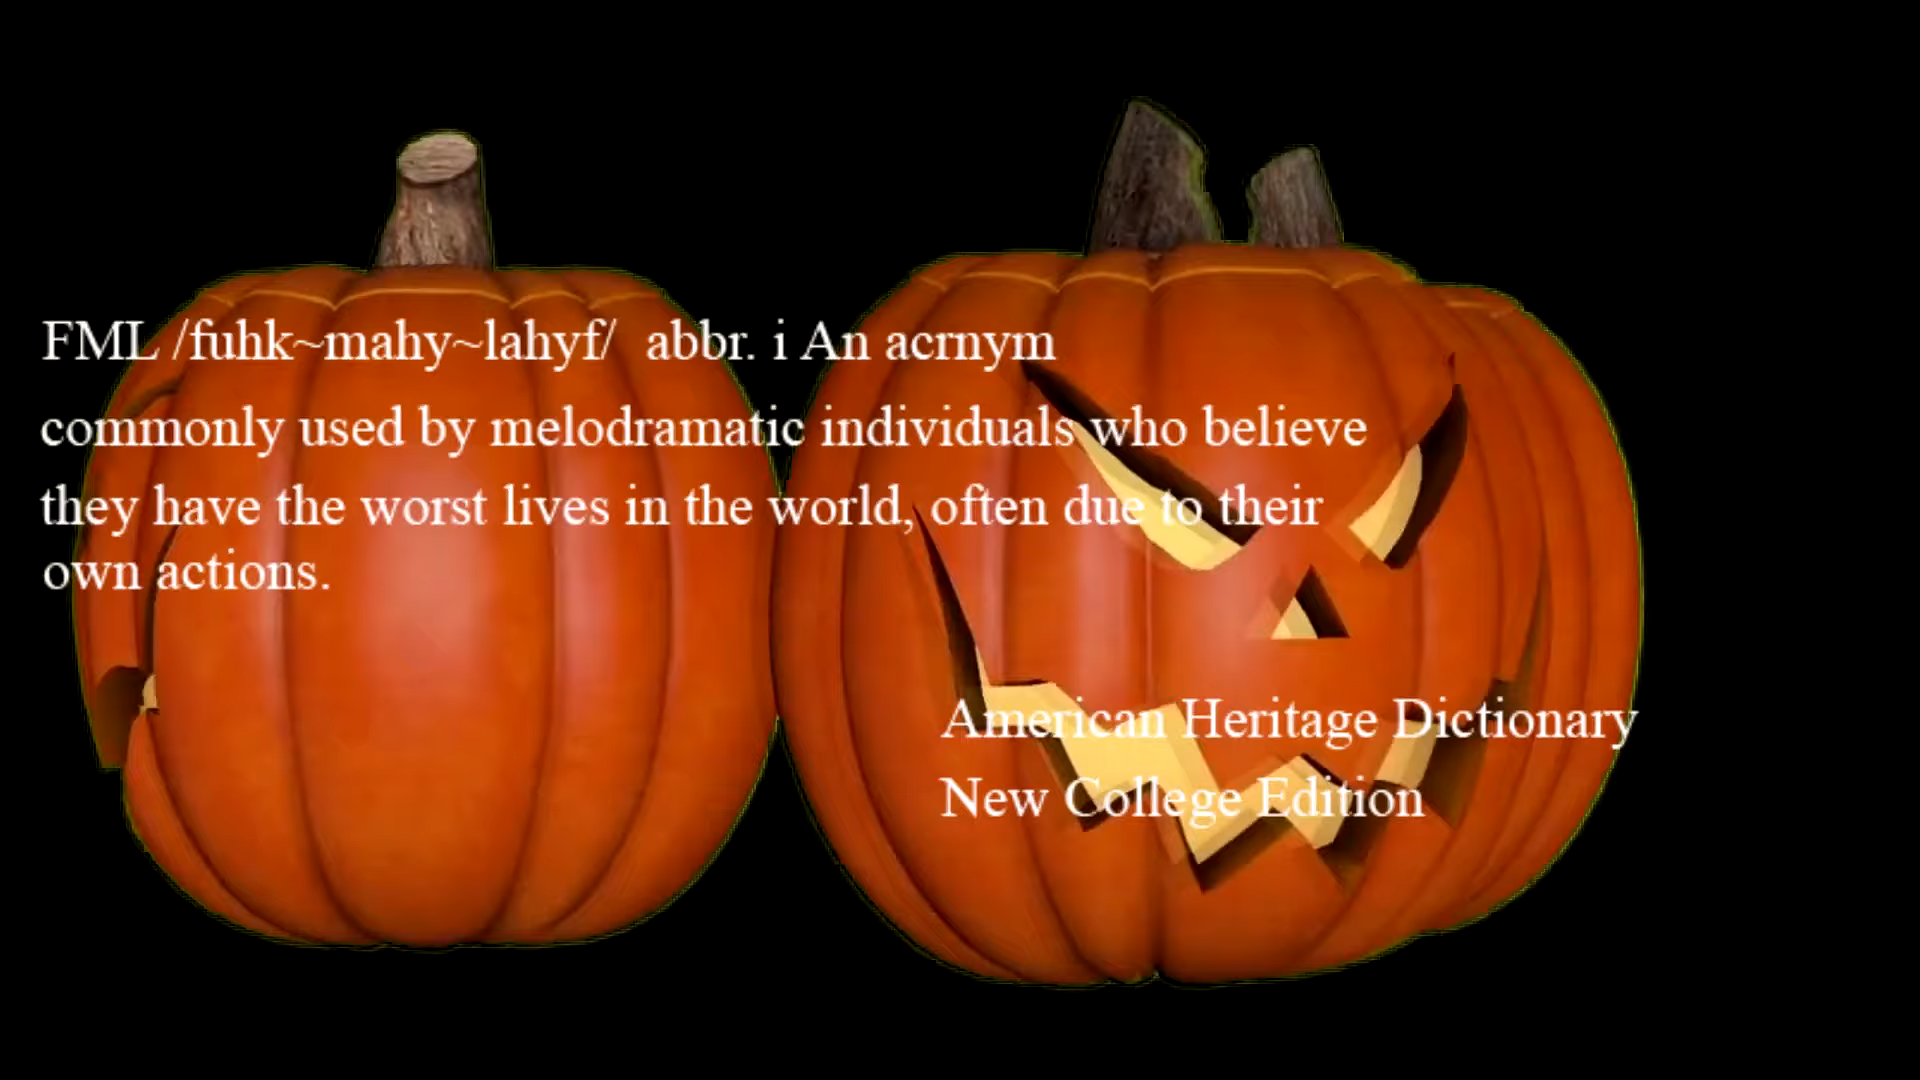 FML /fuhk~mahy~lahyf/ abbr. i An acrnym
commonly used by melodramatic individuals who believe
they have the worst lives in the world, often due to their
own actions.
American Heritage Dictionary
New College Edition